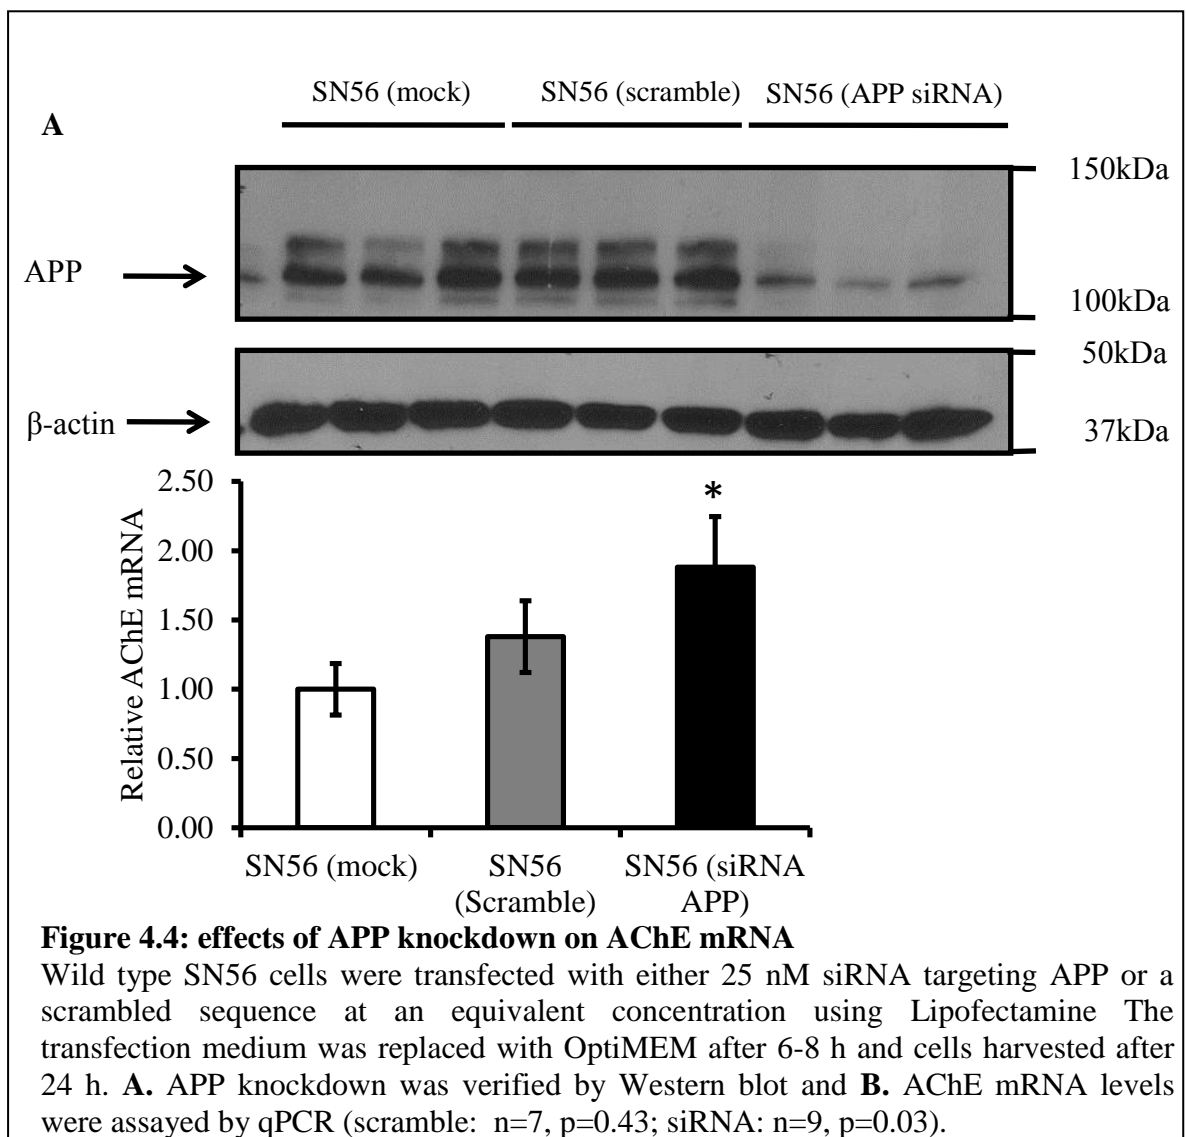 SN56 (mock) SN56 (scramble) SN56 (APP siRNA)
A
150kDa
APP
100kDa
50kDa
β-actin
37kDa
2.50
*
2.00
1.50
1.00
0.50
0.00
Relative AChE mRNA
SN56 (mock) SN56 SN56 (siRNA
(Scramble) APP)
Figure 4.4: effects of APP knockdown on AChE mRNA
Wild type SN56 cells were transfected with either 25 nM siRNA targeting APP or a
scrambled sequence at an equivalent concentration using Lipofectamine The
transfection medium was replaced with OptiMEM after 6-8 h and cells harvested after
24 h. A. APP knockdown was verified by Western blot and B. AChE mRNA levels
were assayed by qPCR (scramble: n=7, p=0.43; siRNA: n=9, p=0.03).